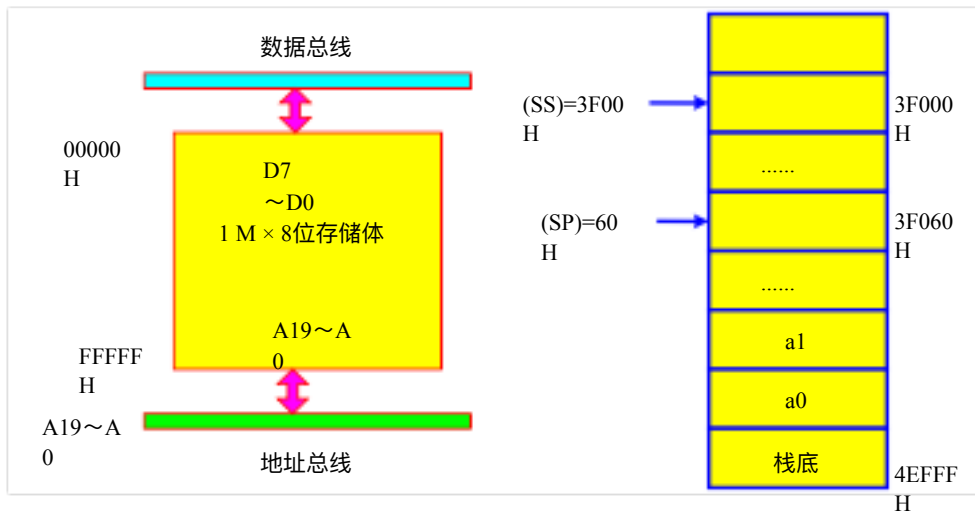 数据总线
00000
H
D7
～D0
1 M × 8位存储体
A19～A
0
FFFFF
H
A19～A
0
地址总线
(SS)=3F00
H
3F000
H
......
(SP)=60
H
3F060
H
......
a1
a0
栈底
4EFFF
H